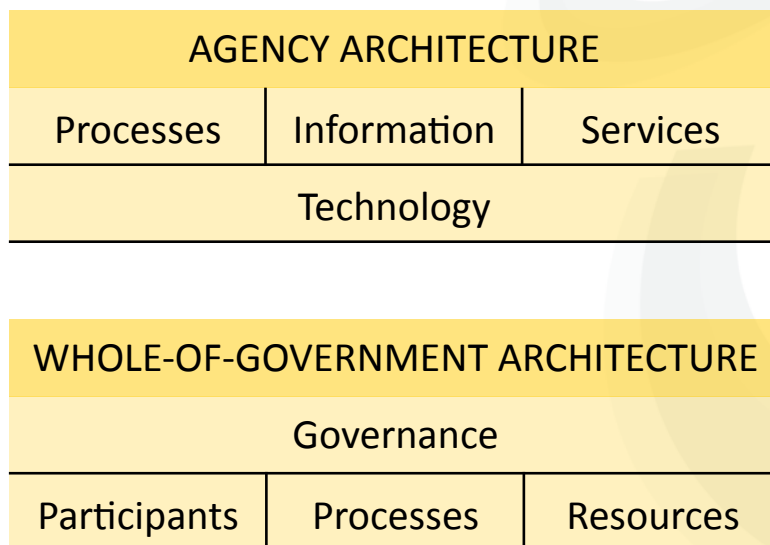 AGENCY ARCHITECTURE
Processes Information Services
Technology
WHOLE-OF-GOVERNMENT ARCHITECTURE
Governance
Participants Processes Resources